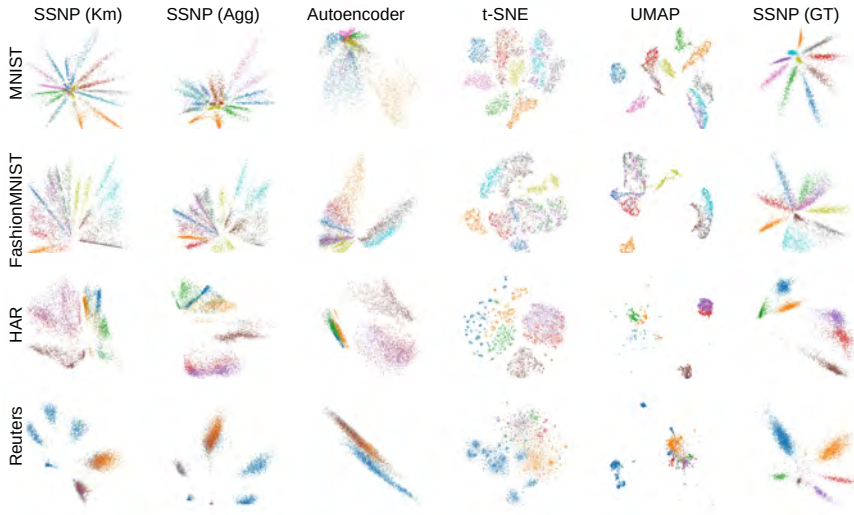 SSNP (Km) SSNP (Agg) Autoencoder t-SNE UMAP SSNP (GT)
MNIST
FashionMNIST
HAR
Reuters